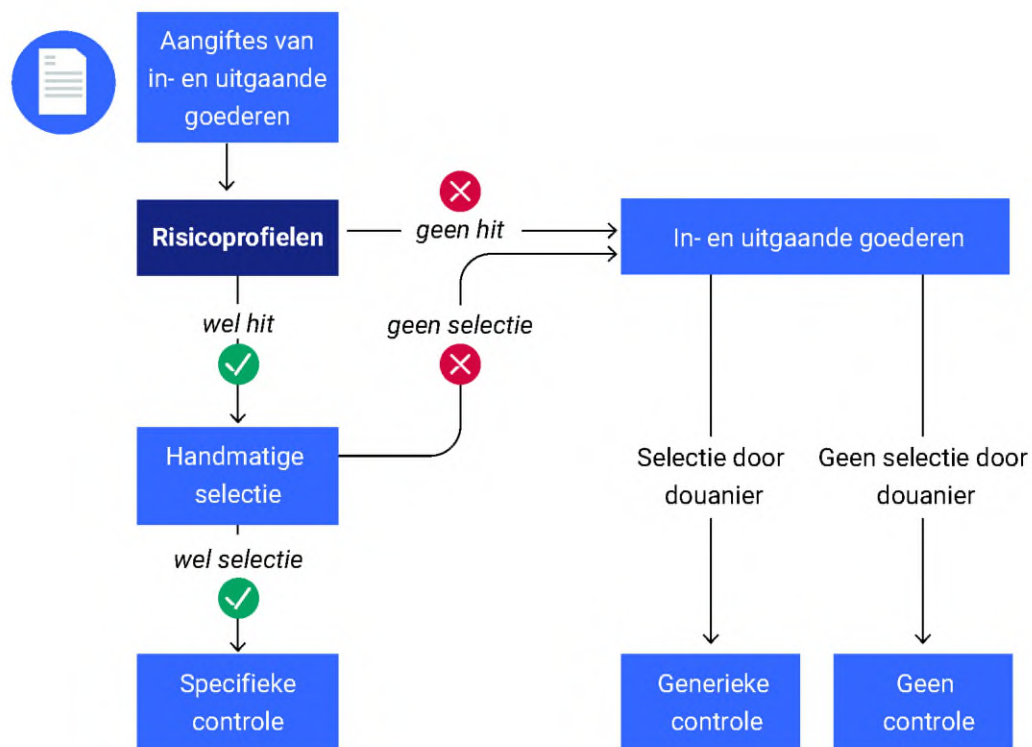 Aangiftes van
in- en uitgaande
goederen
Risicoprofielen
geen hit
In- en uitgaande goederen
wel hit
geen selectie
Handmatige
selectie
Selectie door
douanier
Geen selectie door
douanier
wel selectie
Specifieke
controle
Generieke
controle
Geen
controle